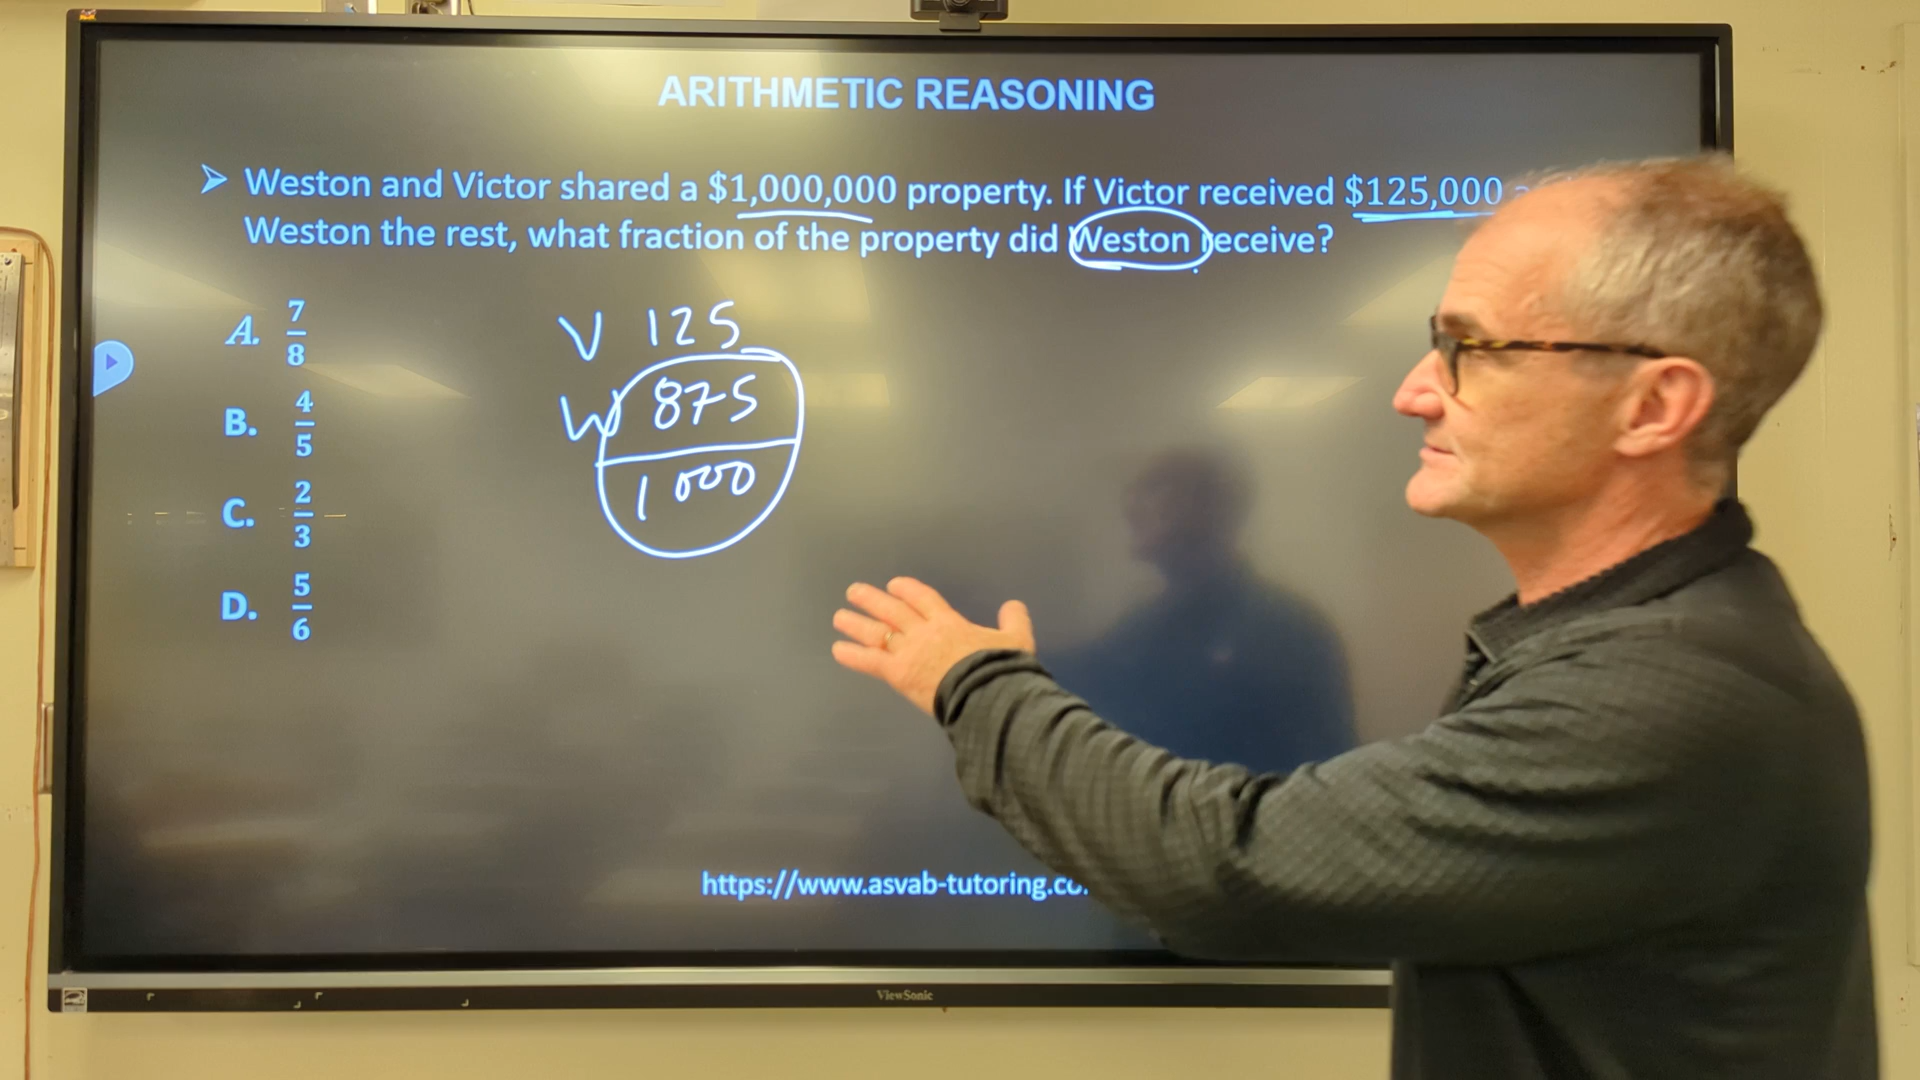 ARITHMETIC REASONING
➤ Weston and Victor shared a $1,000,000 property. If Victor received $125,000
Weston the rest, what fraction of the property did Weston receive?
A. 7/8
B. 4/5
C. 2/3
D. 5/6
V 125
W 875
1000
https://www.asvab-tutoring.co
ViewSonic